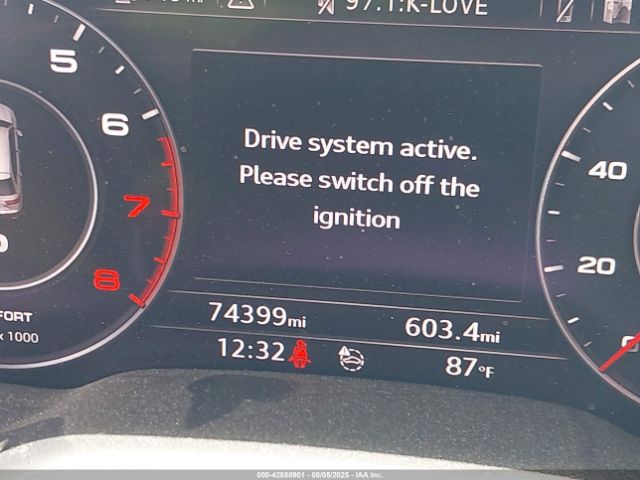 97.1:K-LOVE
5
6
7
8
Drive system active.
Please switch off the
ignition
40
20
0
FORT
x 1000
74399mi
603.4mi
12:32
87°F
000-42858901 - 08/05/2025 - IAA Inc.